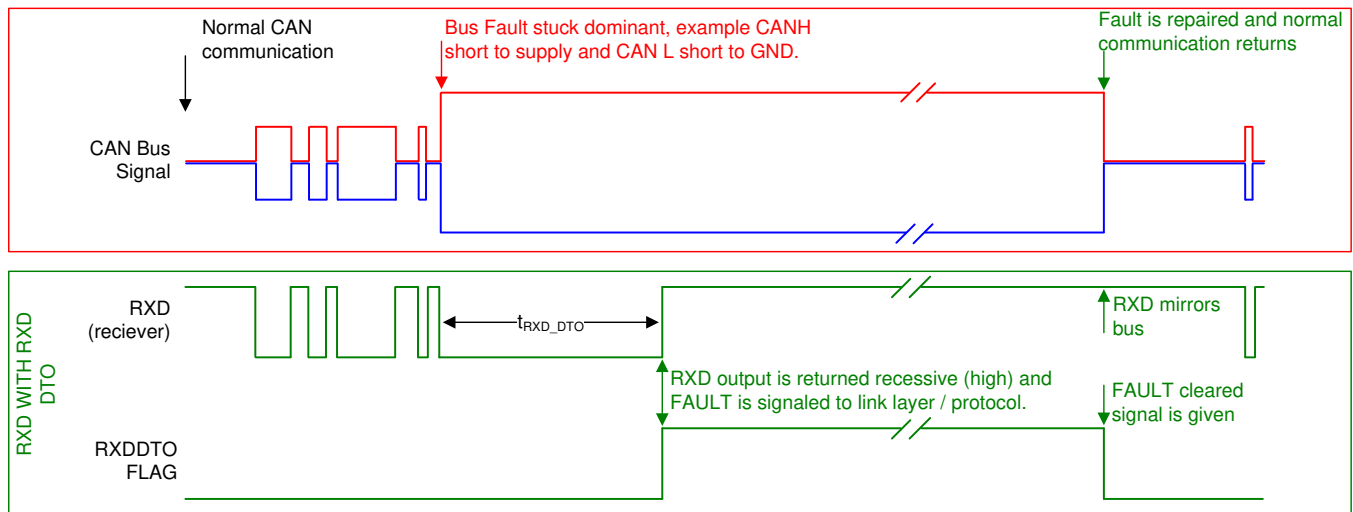 Normal CAN
communication
Bus Fault stuck dominant, example CANH
short to supply and CAN L short to GND.
Fault is repaired and normal
communication returns
CAN Bus
Signal
RXD WITH RXD
DTO
RXD
(reciever)
tRXD_DTO
RXD mirrors
bus
RXD output is returned recessive (high) and
FAULT is signaled to link layer / protocol.
FAULT cleared
signal is given
RXDDTO
FLAG